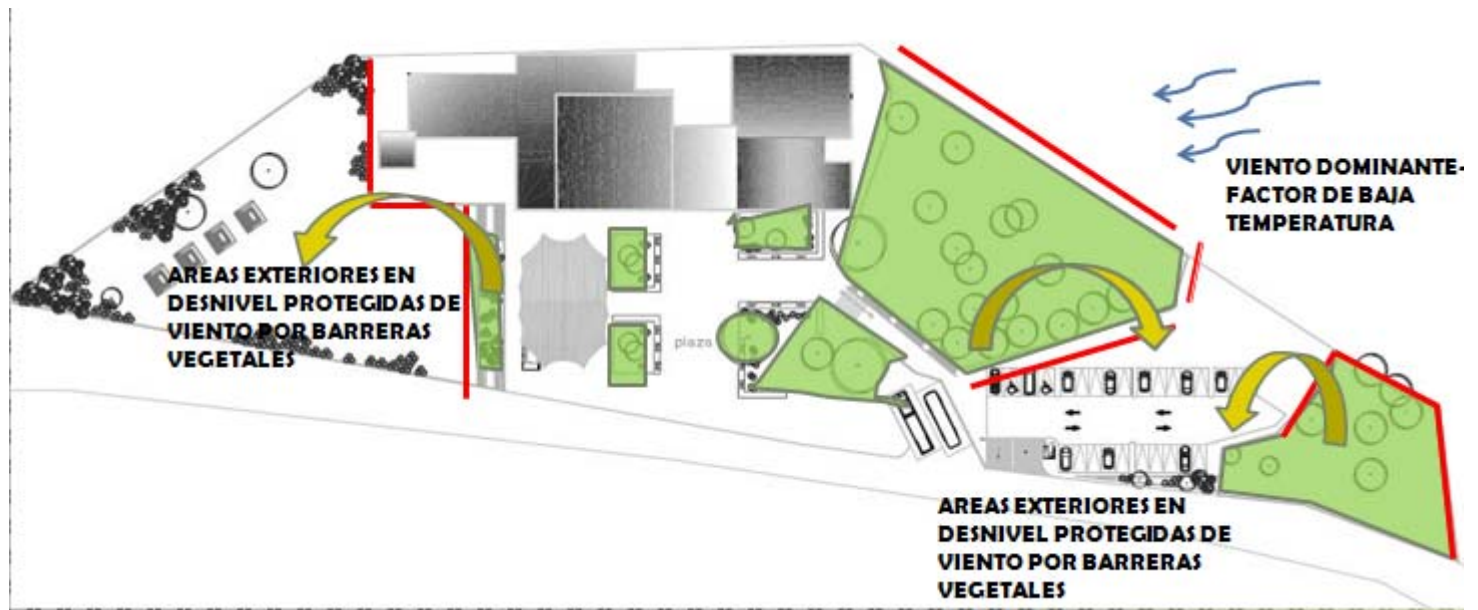 VIENTO DOMINANTE-
FACTOR DE BAJA
TEMPERATURA
AREAS EXTERIORES EN
DESNIVEL PROTEGIDAS DE
VIENTO POR BARRERAS
VEGETALES
plaza
AREAS EXTERIORES EN
DESNIVEL PROTEGIDAS DE
VIENTO POR BARRERAS
VEGETALES